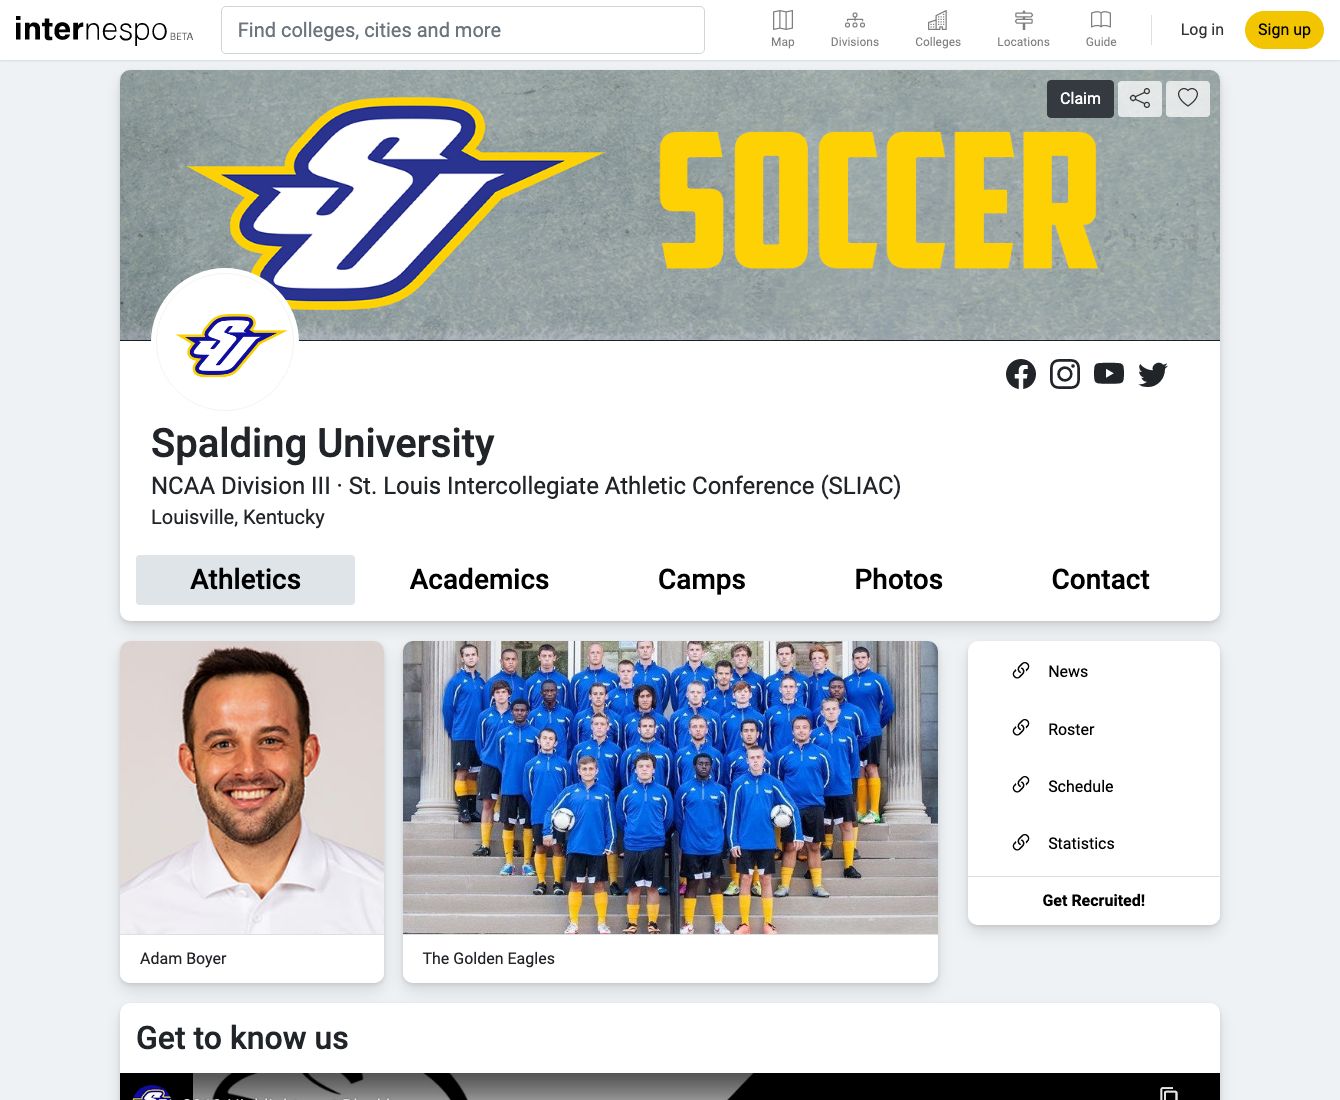 internespo BETA
Find colleges, cities and more
Map
Divisions
Colleges
Locations
Guide
Log in
Sign up
Claim
SU
SOCCER
SU
Spalding University
NCAA Division III · St. Louis Intercollegiate Athletic Conference (SLIAC)
Louisville, Kentucky
Athletics
Academics
Camps
Photos
Contact
News
Roster
Schedule
Statistics
Get Recruited!
Adam Boyer
The Golden Eagles
Get to know us